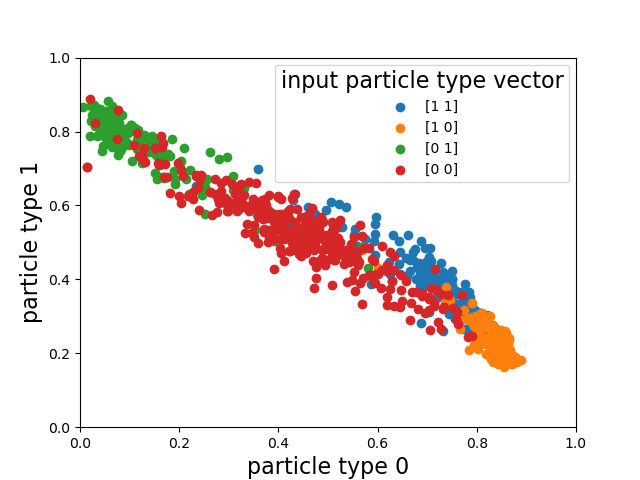 input particle type vector
[1 1]
[1 0]
[0 1]
[0 0]
particle type 1
1.0
0.8
0.6
0.4
0.2
0.0
0.0 0.2 0.4 0.6 0.8 1.0
particle type 0